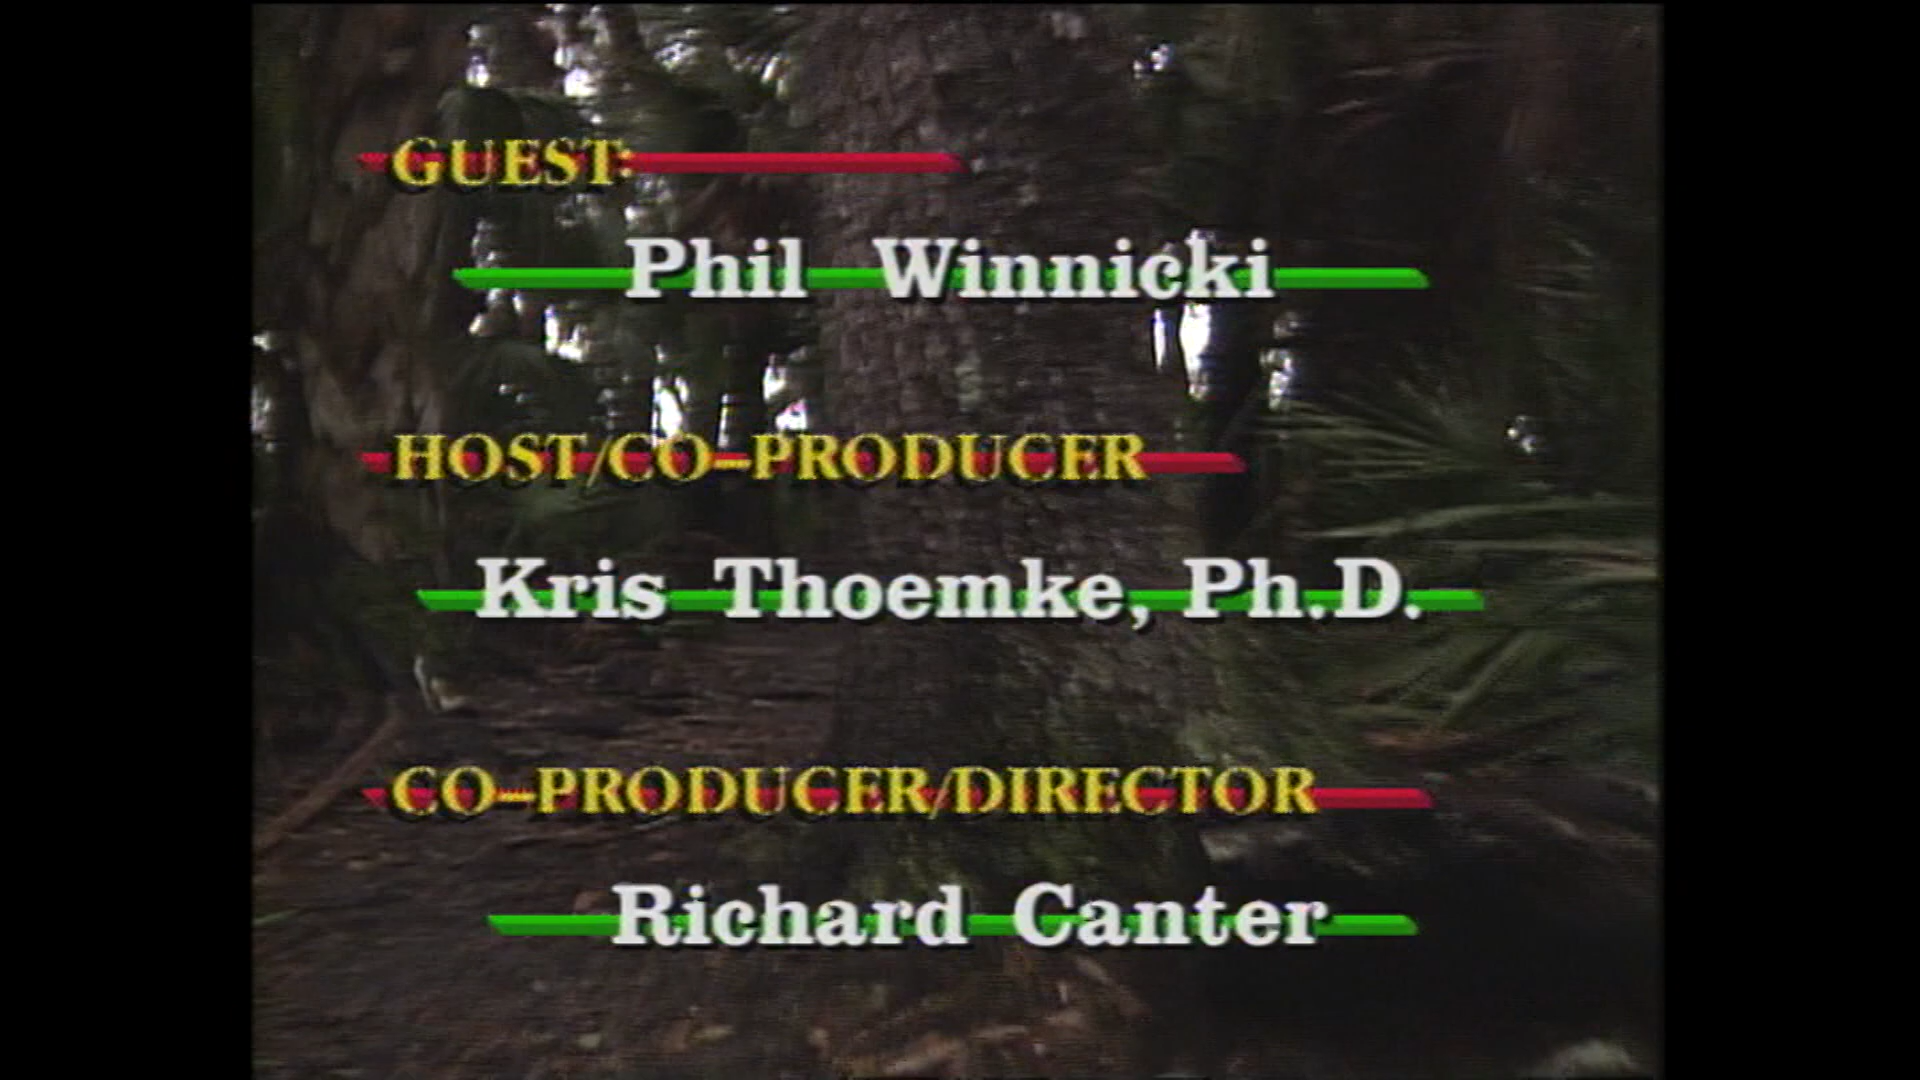 GUEST:
Phil Winnicki
HOST/CO-PRODUCER
Kris Thoemke, Ph.D.
CO-PRODUCER/DIRECTOR
Richard Canter